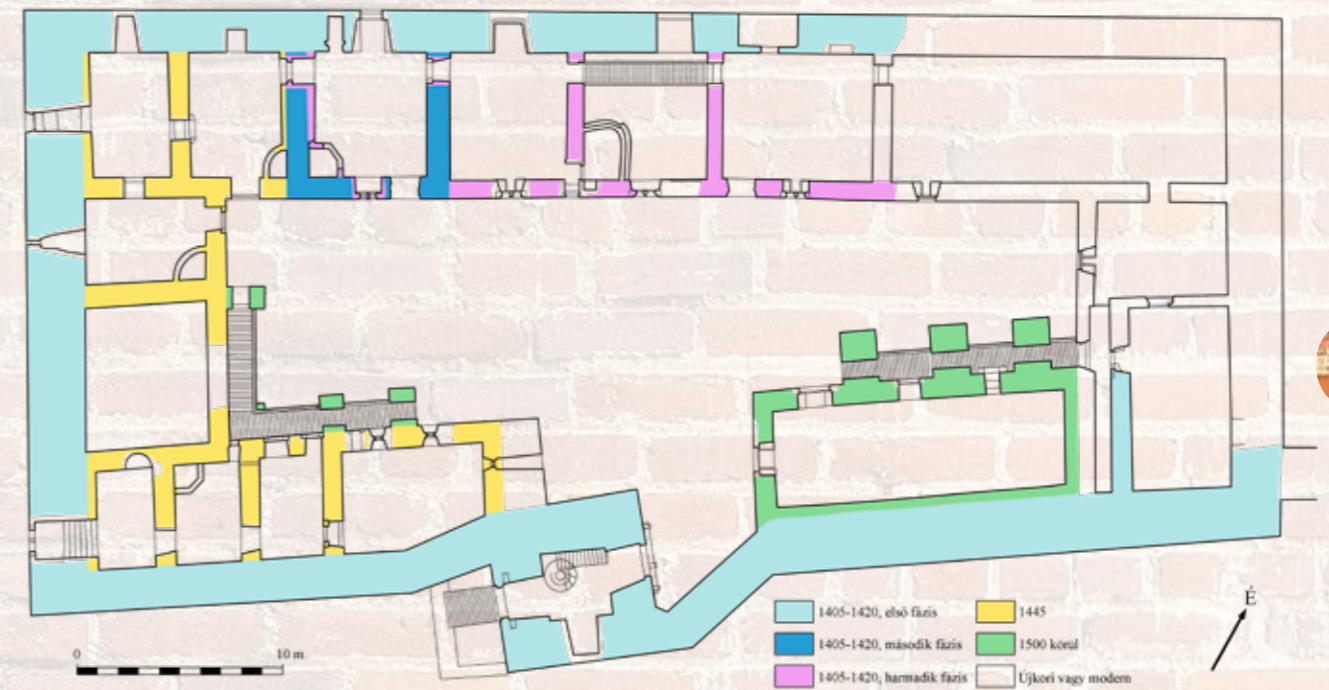 É
1405-1420, első fázis
1445
1405-1420, második fázis
1500 körül
1405-1420, harmadik fázis
Újkori vagy modern
0 10 m